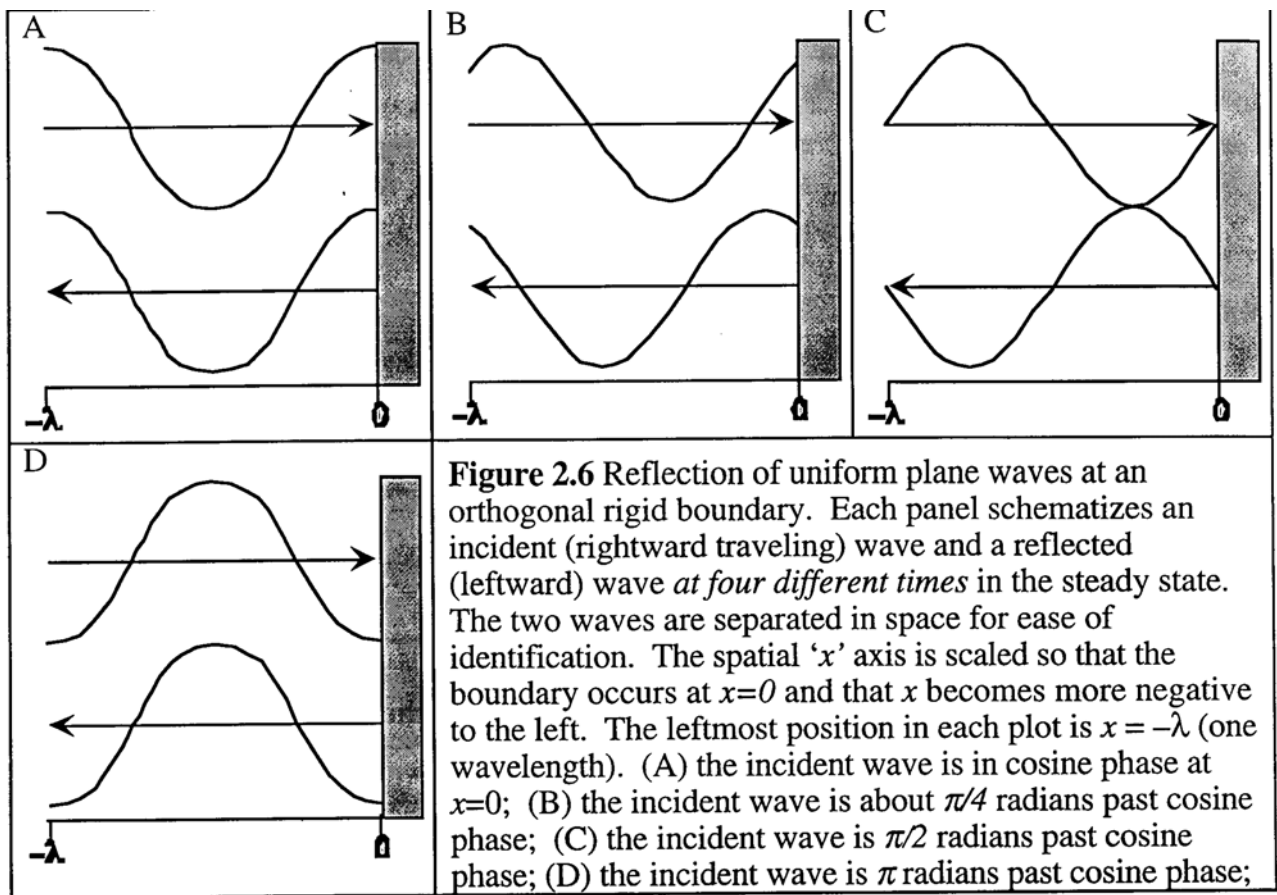 A
B
C
-λ
0
-λ
0
-λ
0
D
-λ
0
Figure 2.6 Reflection of uniform plane waves at an
orthogonal rigid boundary. Each panel schematizes an
incident (rightward traveling) wave and a reflected
(leftward) wave at four different times in the steady state.
The two waves are separated in space for ease of
identification. The spatial ‘x’ axis is scaled so that the
boundary occurs at x=0 and that x becomes more negative
to the left. The leftmost position in each plot is x = –λ (one
wavelength). (A) the incident wave is in cosine phase at
x=0; (B) the incident wave is about π/4 radians past cosine
phase; (C) the incident wave is π/2 radians past cosine
phase; (D) the incident wave is π radians past cosine phase;